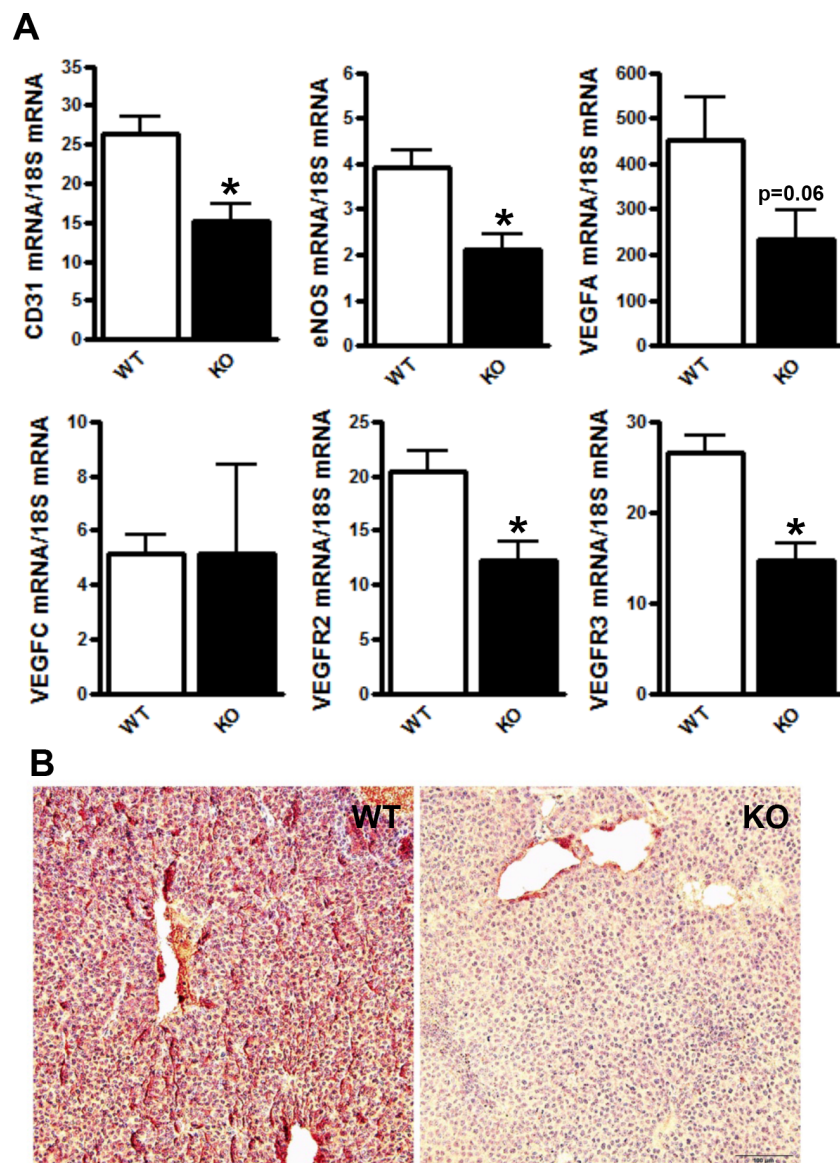 A
CD31 mRNA/18S mRNA
35
30
25
20
15
10
5
0
*
WT
KO
eNOS mRNA/18S mRNA
6
4
3
2
1
0
*
WT
KO
VEGFA mRNA/18S mRNA
600
500
400
300
200
100
0
p=0.06
WT
KO
VEGFC mRNA/18S mRNA
10
8
6
4
2
0
WT
KO
VEGFR2 mRNA/18S mRNA
25
20
15
10
5
0
*
WT
KO
VEGFR3 mRNA/18S mRNA
30
20
10
0
*
WT
KO
B
WT
KO
100 µm